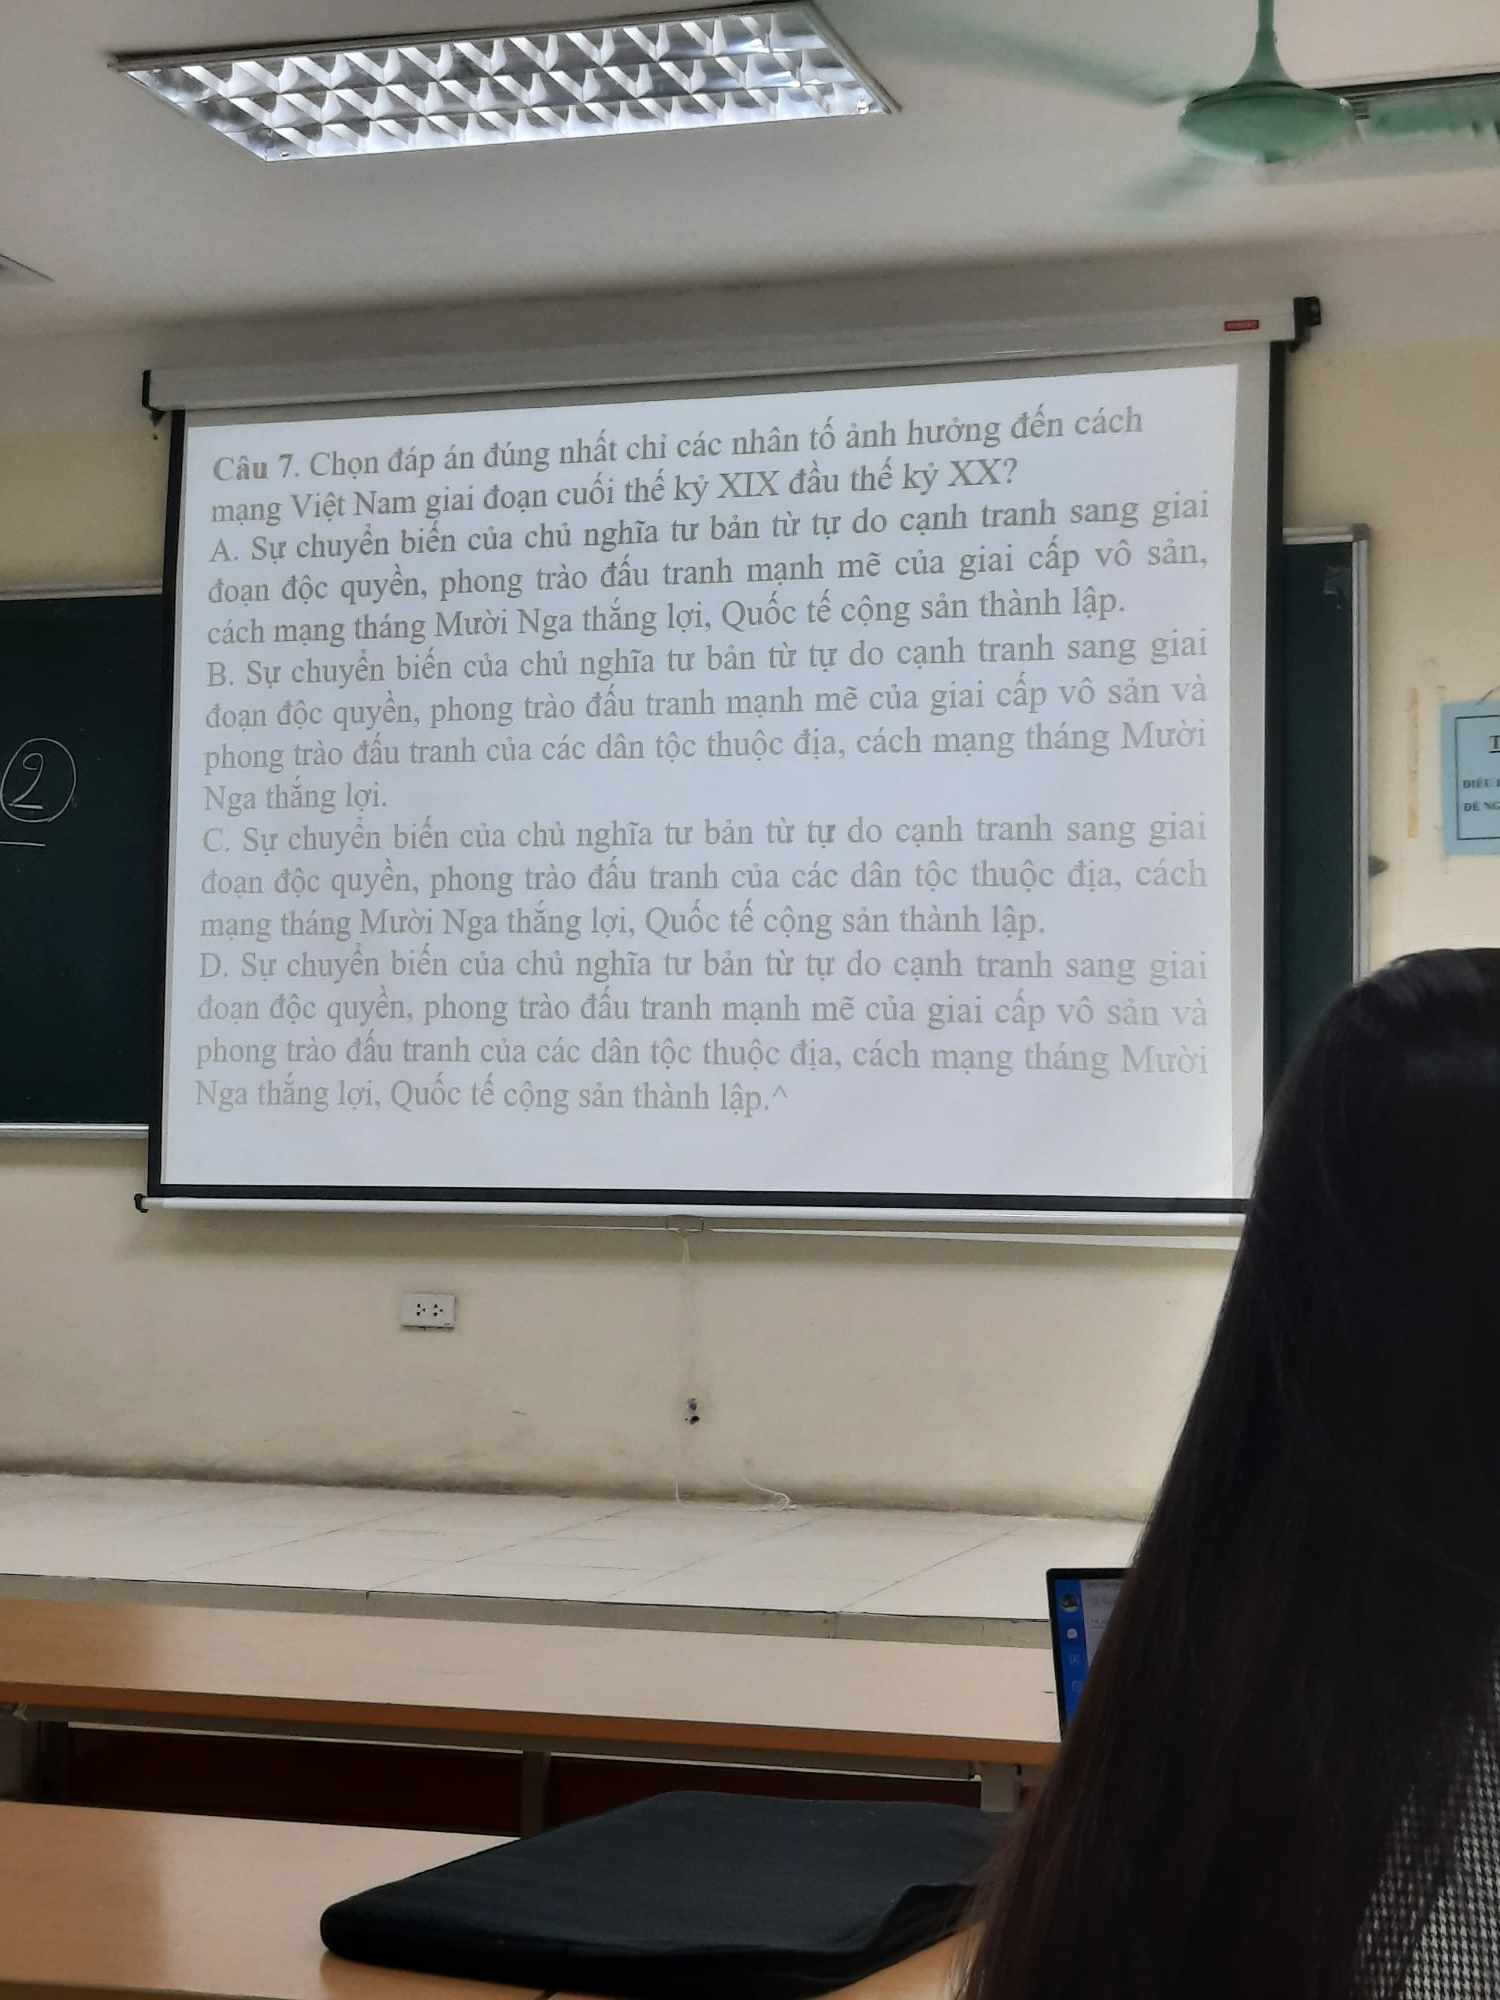 Câu 7. Chọn đáp án đúng nhất chỉ các nhân tố ảnh hưởng đến cách
mạng Việt Nam giai đoạn cuối thế kỷ XIX đầu thế kỷ XX?
A. Sự chuyển biến của chủ nghĩa tư bản từ tự do cạnh tranh sang giai
đoạn độc quyền, phong trào đấu tranh mạnh mẽ của giai cấp vô sản,
cách mạng tháng Mười Nga thắng lợi, Quốc tế cộng sản thành lập.
B. Sự chuyển biến của chủ nghĩa tư bản từ tự do cạnh tranh sang giai
đoạn độc quyền, phong trào đấu tranh mạnh mẽ của giai cấp vô sản và
phong trào đấu tranh của các dân tộc thuộc địa, cách mạng tháng Mười
Nga thắng lợi.
C. Sự chuyển biến của chủ nghĩa tư bản từ tự do cạnh tranh sang giai
đoạn độc quyền, phong trào đấu tranh của các dân tộc thuộc địa, cách
mạng tháng Mười Nga thắng lợi, Quốc tế cộng sản thành lập.
D. Sự chuyển biến của chủ nghĩa tư bản từ tự do cạnh tranh sang giai
đoạn độc quyền, phong trào đấu tranh mạnh mẽ của giai cấp vô sản và
phong trào đấu tranh của các dân tộc thuộc địa, cách mạng tháng Mười
Nga thắng lợi, Quốc tế cộng sản thành lập.^
2